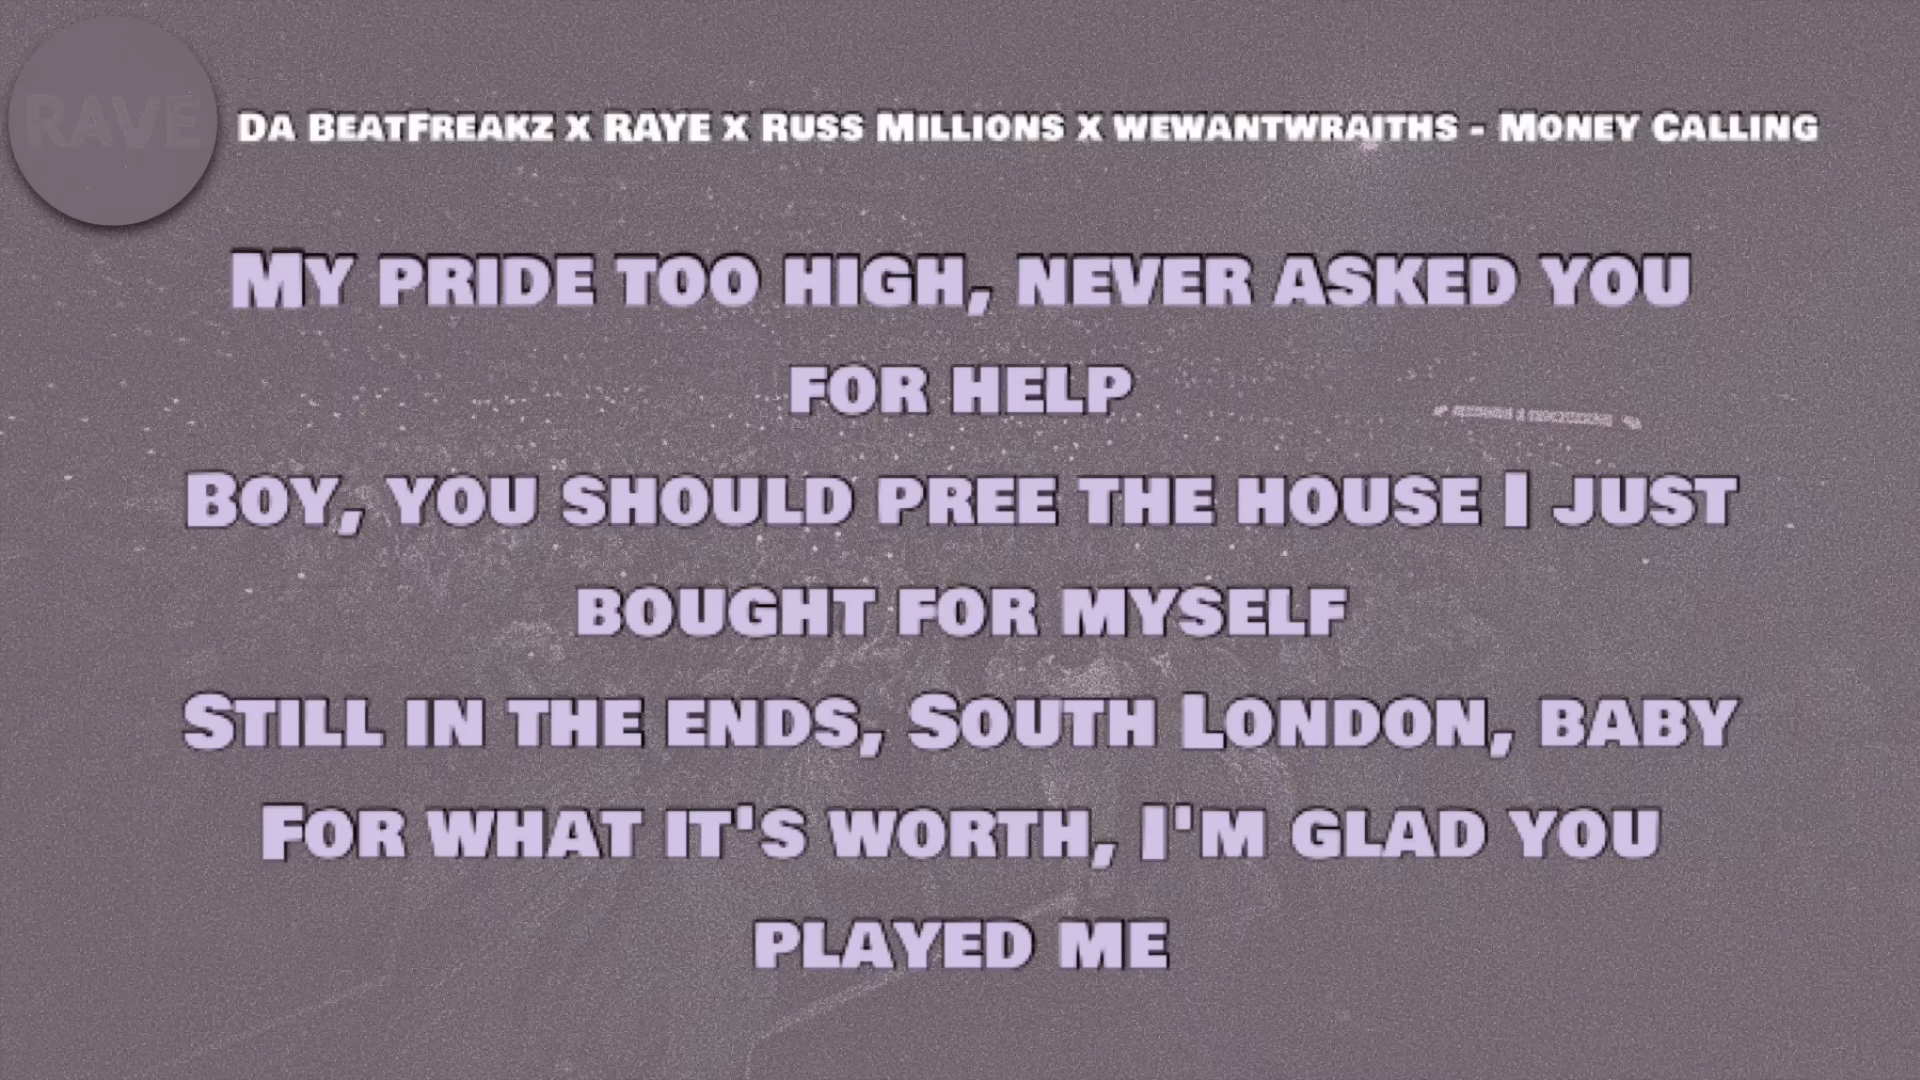 RAVE
Da BeatFreakz x RAYE x Russ Millions x wewantwraiths - Money Calling
My pride too high, never asked you
for help
Boy, you should pree the house I just
bought for myself
Still in the ends, South London, baby
For what it's worth, I'm glad you
played me